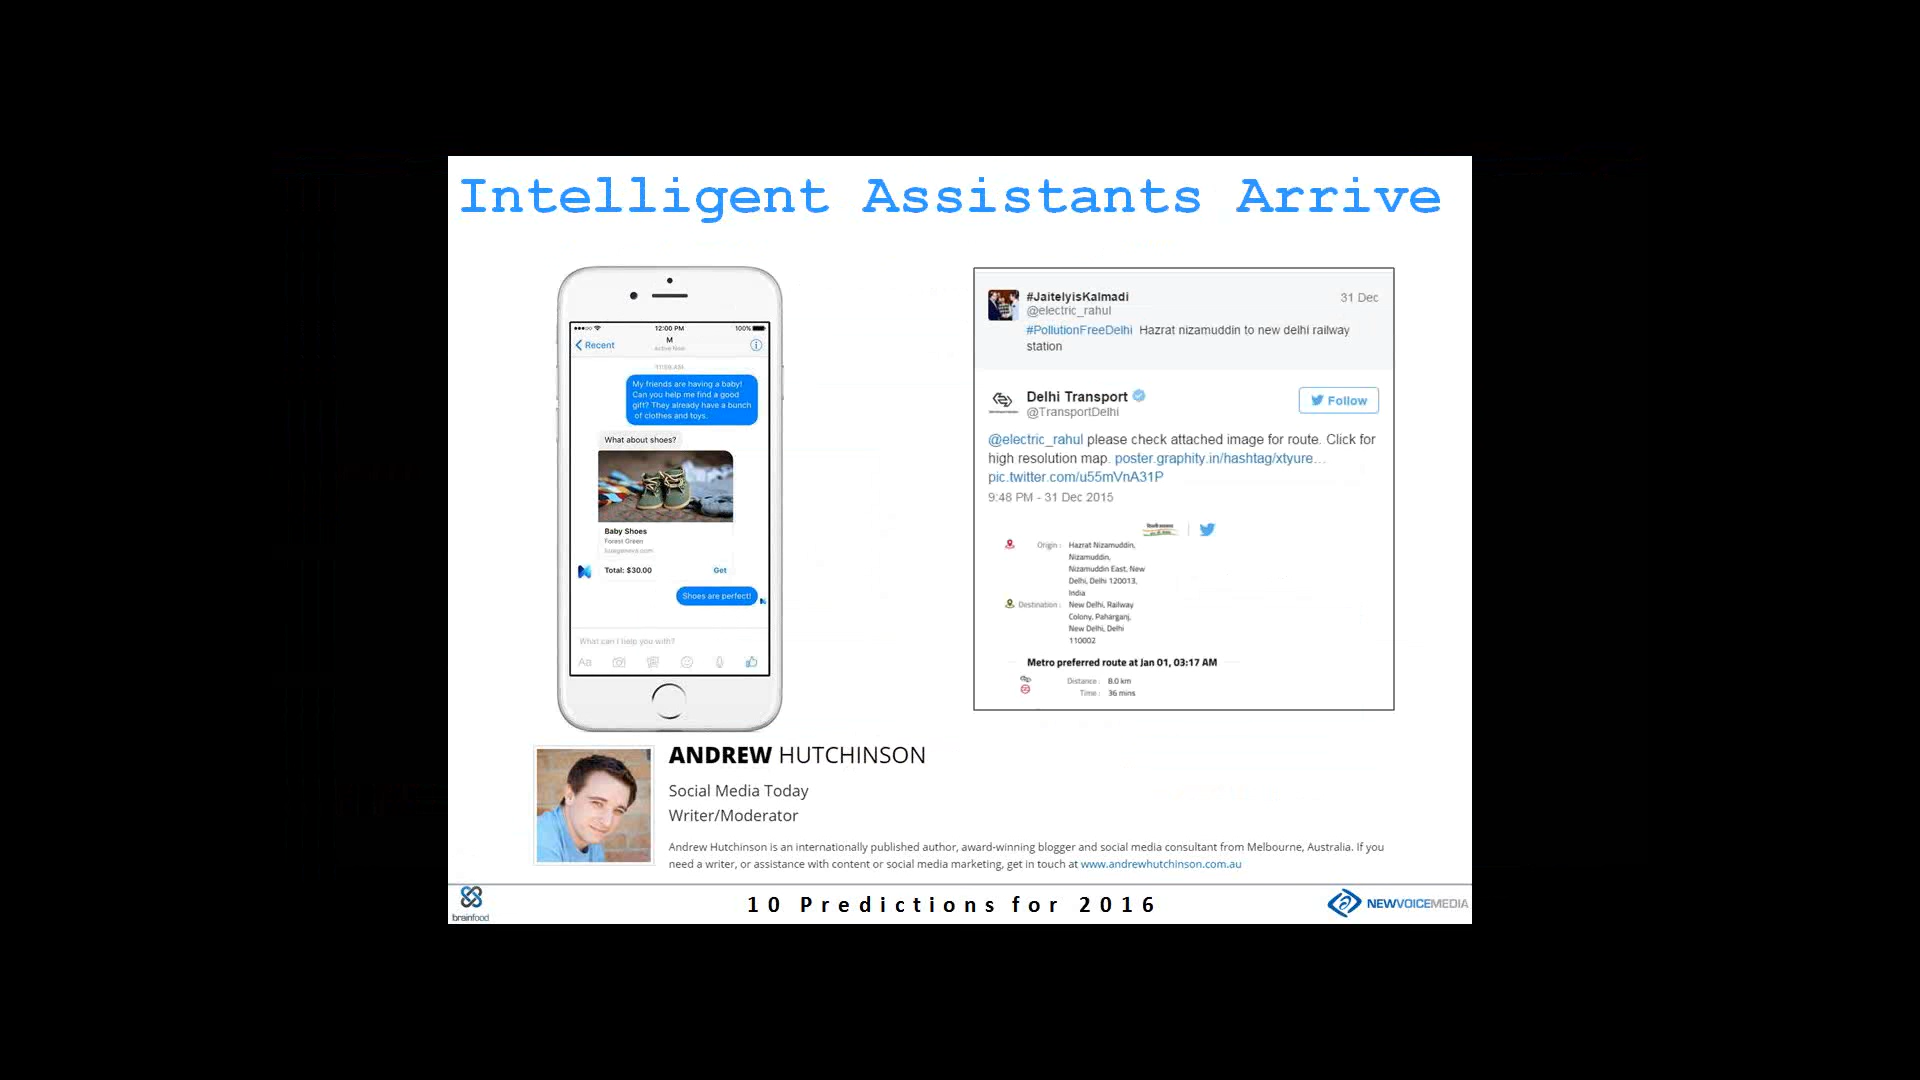 Intelligent Assistants Arrive
12:00 PM
100%
Recent
M
Active Now
11:59 AM
My friends are having a baby!
Can you help me find a good
gift? They already have a bunch
of clothes and toys.
What about shoes?
Baby Shoes
Forest Green
Total: $30.00
Get
Shoes are perfect!
What can I help you with?
Aa
#JaitelyisKalmadi
31 Dec
@electric_rahul
#PollutionFreeDelhi Hazrat nizamuddin to new delhi railway
station
Delhi Transport
Follow
@TransportDelhi
@electric_rahul please check attached image for route. Click for
high resolution map. poster.graphity.in/hashtag/xtyure…
pic.twitter.com/u55mVnA31P
9:48 PM - 31 Dec 2015
Origin : Hazrat Nizamuddin,
Nizamuddin,
Nizamuddin East, New
Delhi, Delhi 120013,
India
Destination : New Delhi, Railway
Colony, Paharganj,
New Delhi, Delhi
110002
Metro preferred route at Jan 01, 03:17 AM
Distance : 8.0 km
Time : 36 mins
ANDREW HUTCHINSON
Social Media Today
Writer/Moderator
Andrew Hutchinson is an internationally published author, award-winning blogger and social media consultant from Melbourne, Australia. If you
need a writer, or assistance with content or social media marketing, get in touch at www.andrewhutchinson.com.au
brainfood
10 Predictions for 2016
NEWVOICEMEDIA